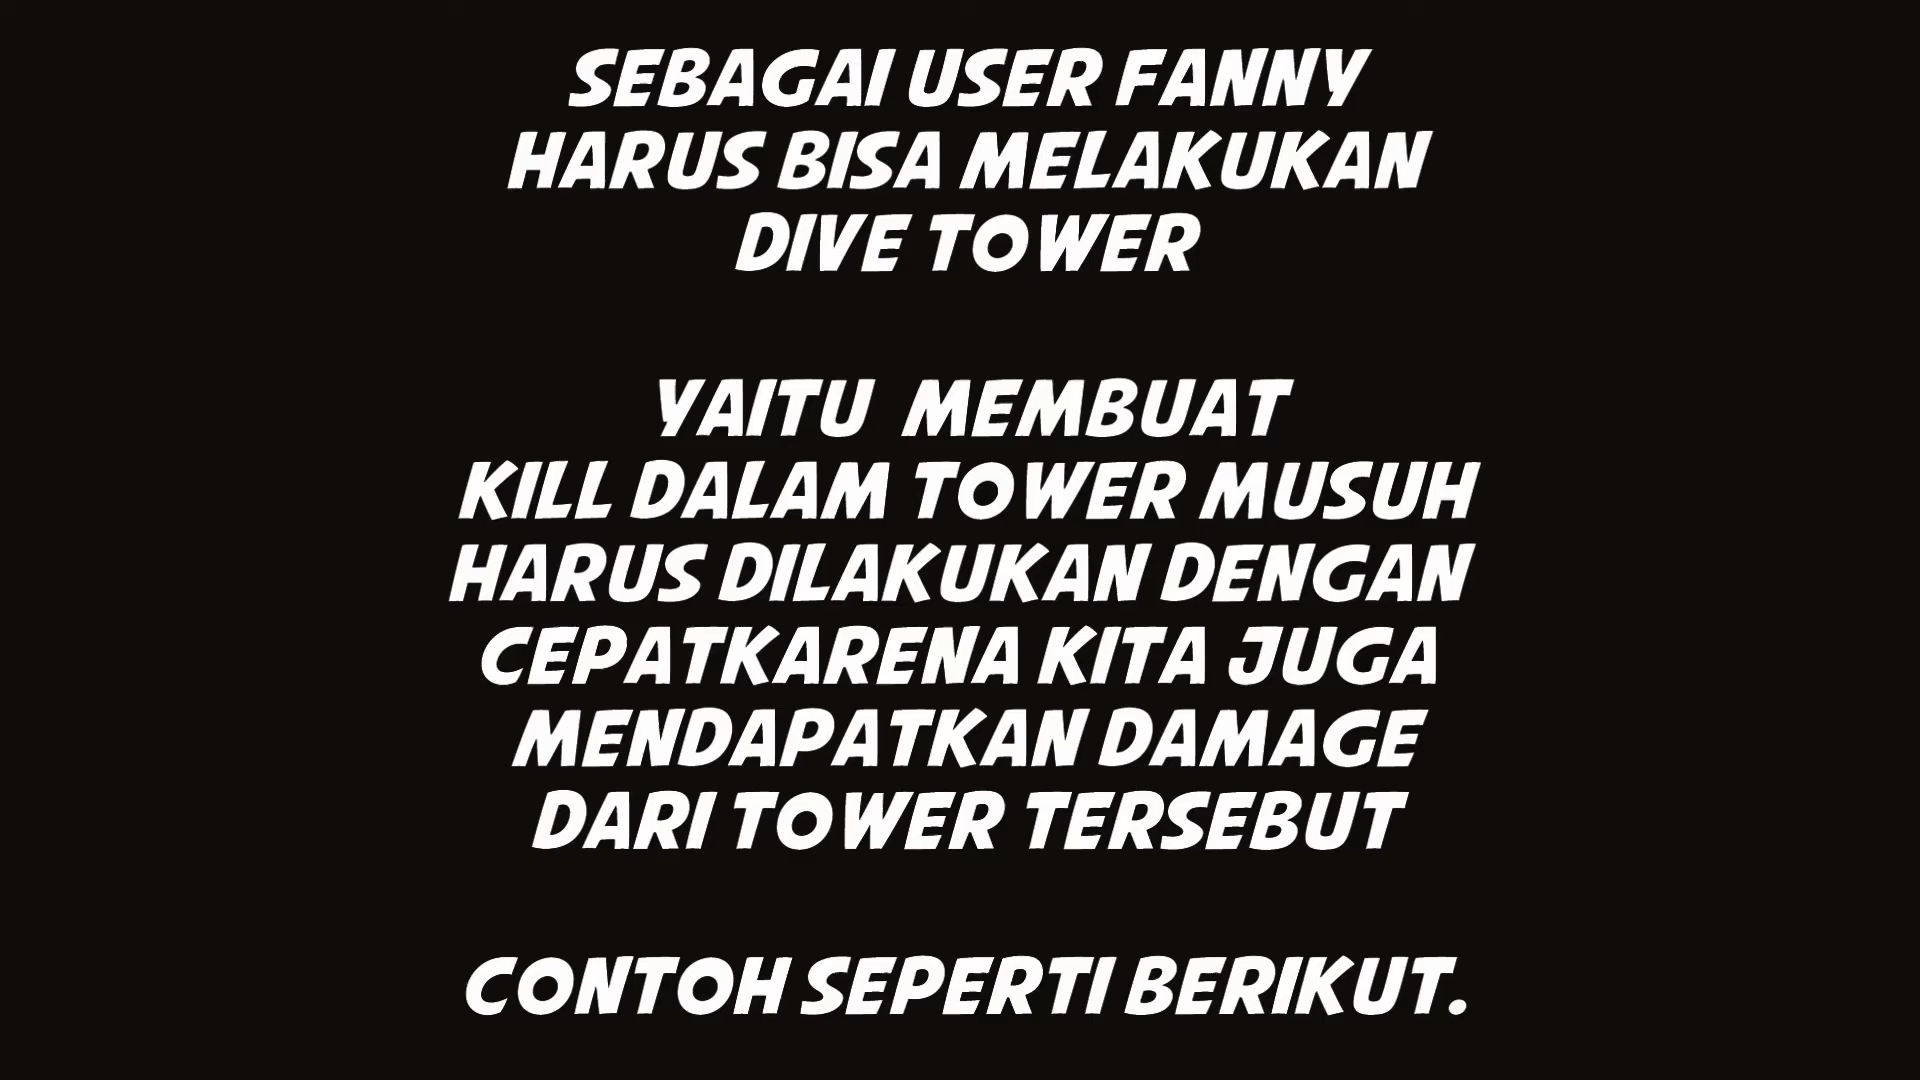 SEBAGAI USER FANNY
HARUS BISA MELAKUKAN
DIVE TOWER
YAITU MEMBUAT
KILL DALAM TOWER MUSUH
HARUS DILAKUKAN DENGAN
CEPATKARENA KITA JUGA
MENDAPATKAN DAMAGE
DARI TOWER TERSEBUT
CONTOH SEPERTI BERIKUT.